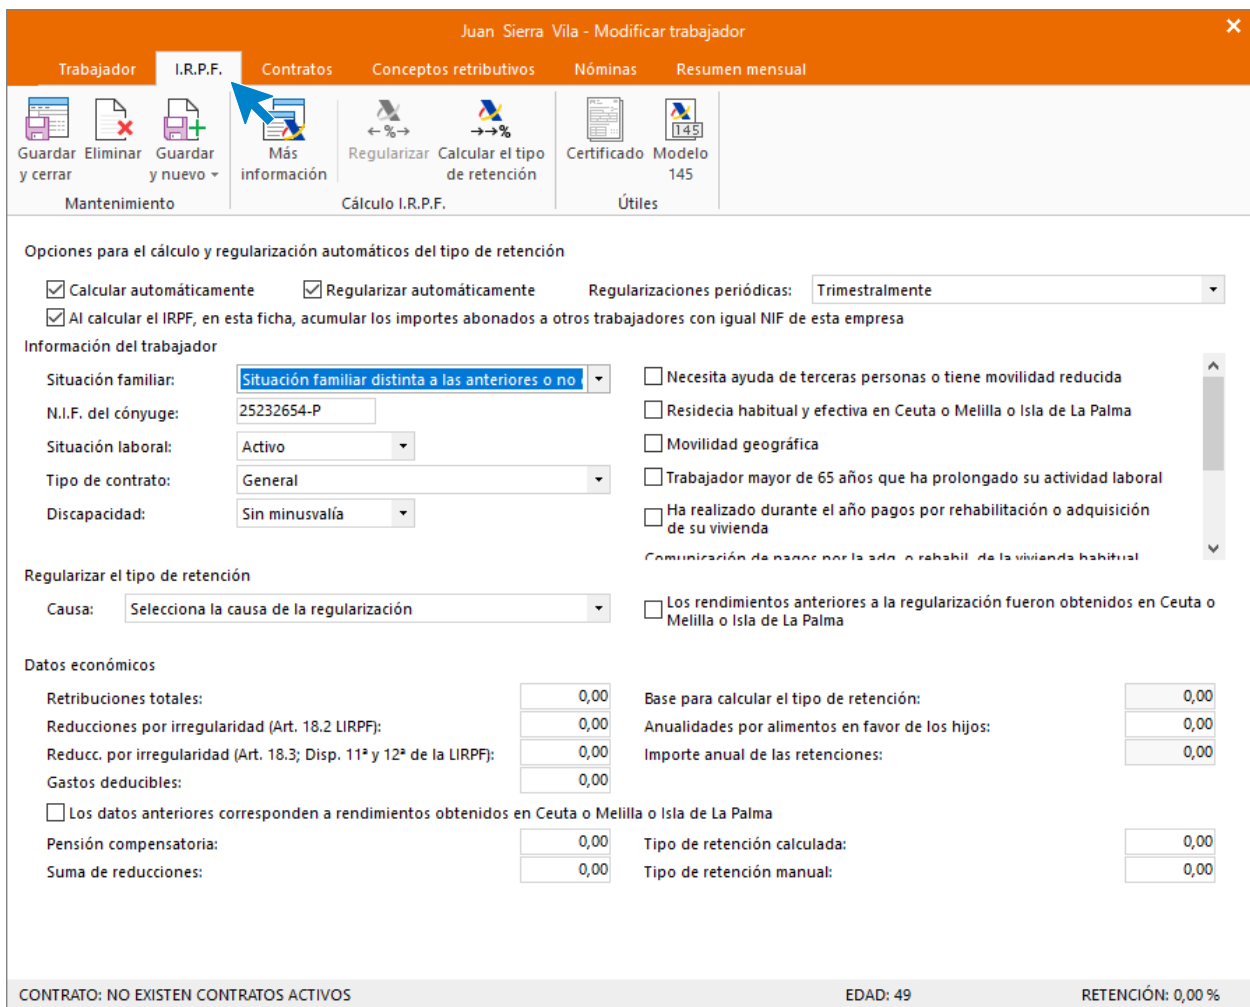 Juan Sierra Vila - Modificar trabajador
Trabajador I.R.P.F. Contratos Conceptos retributivos Nóminas Resumen mensual
Guardar y cerrar Eliminar Guardar y nuevo Más información ←%→ Regularizar →→% Calcular el tipo de retención Certificado 145 Modelo 145
Mantenimiento Cálculo I.R.P.F. Útiles
Opciones para el cálculo y regularización automáticos del tipo de retención
Calcular automáticamente Regularizar automáticamente Regularizaciones periódicas: Trimestralmente
Al calcular el IRPF, en esta ficha, acumular los importes abonados a otros trabajadores con igual NIF de esta empresa
Información del trabajador
Situación familiar: Situación familiar distinta a las anteriores o no
Necesita ayuda de terceras personas o tiene movilidad reducida
N.I.F. del cónyuge: 25232654-P
Residecia habitual y efectiva en Ceuta o Melilla o Isla de La Palma
Situación laboral: Activo
Movilidad geográfica
Tipo de contrato: General
Trabajador mayor de 65 años que ha prolongado su actividad laboral
Discapacidad: Sin minusvalía
Ha realizado durante el año pagos por rehabilitación o adquisición
de su vivienda
Comunicación de pagos por la adq. o rehabil. de la vivienda habitual
Regularizar el tipo de retención
Causa: Selecciona la causa de la regularización
Los rendimientos anteriores a la regularización fueron obtenidos en Ceuta o
Melilla o Isla de La Palma
Datos económicos
Retribuciones totales: 0,00 Base para calcular el tipo de retención: 0,00
Reducciones por irregularidad (Art. 18.2 LIRPF): 0,00 Anualidades por alimentos en favor de los hijos: 0,00
Reducc. por irregularidad (Art. 18.3; Disp. 11ª y 12ª de la LIRPF): 0,00 Importe anual de las retenciones: 0,00
Gastos deducibles: 0,00
Los datos anteriores corresponden a rendimientos obtenidos en Ceuta o Melilla o Isla de La Palma
Pensión compensatoria: 0,00 Tipo de retención calculada: 0,00
Suma de reducciones: 0,00 Tipo de retención manual: 0,00
CONTRATO: NO EXISTEN CONTRATOS ACTIVOS EDAD: 49 RETENCIÓN: 0,00 %